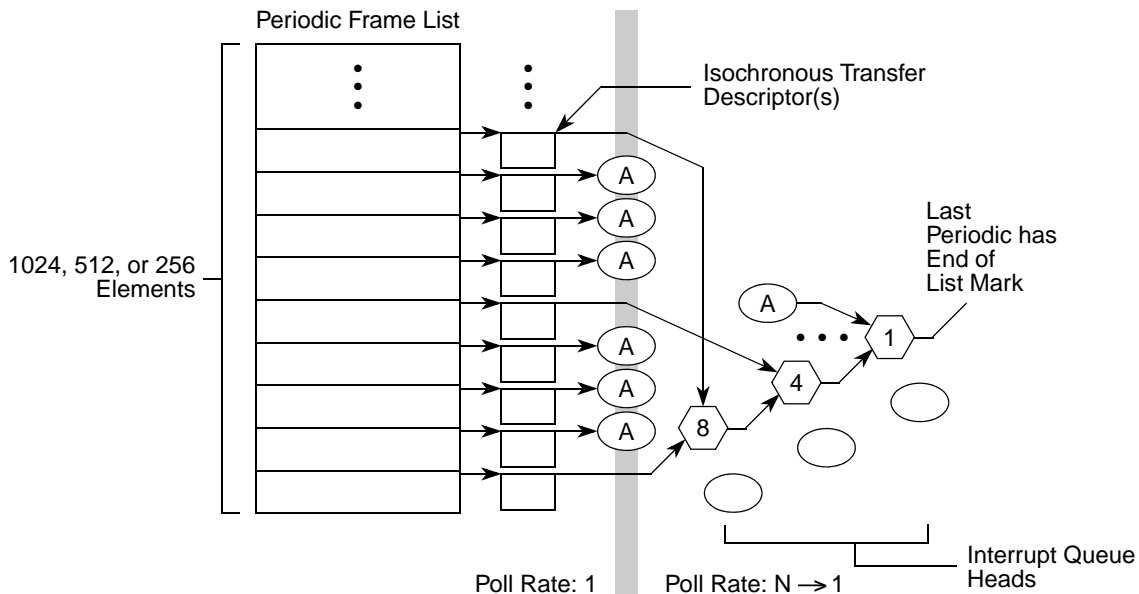 Periodic Frame List
Isochronous Transfer
Descriptor(s)
A
A
A
Last
Periodic has
End of
List Mark
1024, 512, or 256
Elements
A
1
A
4
A
8
A
Interrupt Queue
Heads
Poll Rate: 1
Poll Rate: N → 1